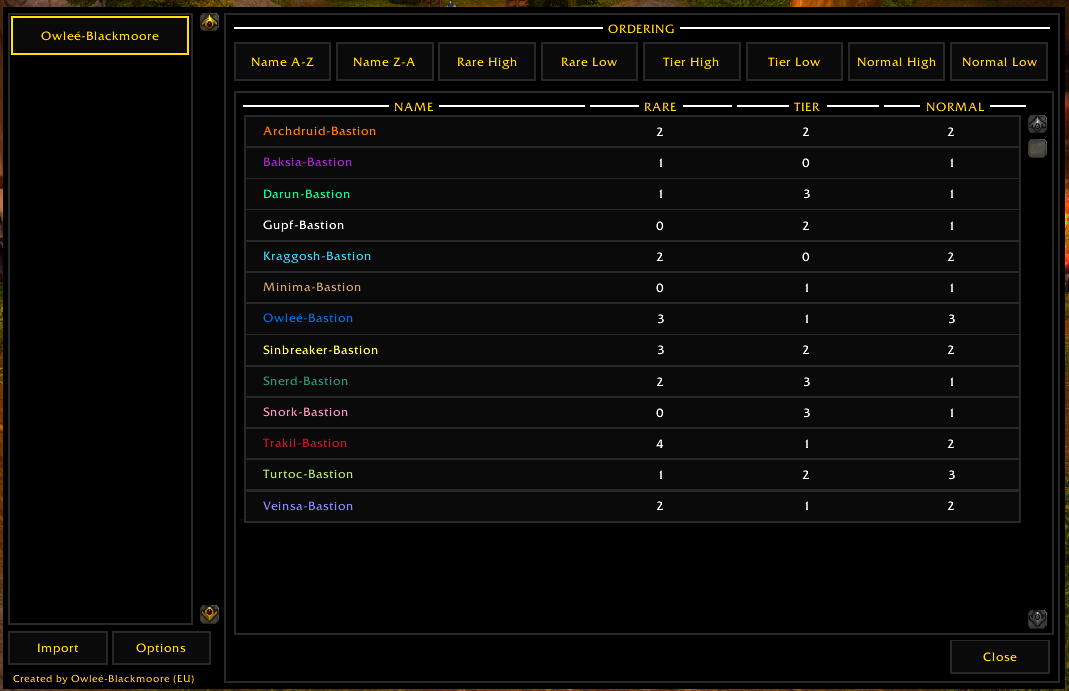 Owleé-Blackmoore
ORDERING
Name A-Z Name Z-A Rare High Rare Low Tier High Tier Low Normal High Normal Low
NAME RARE TIER NORMAL
Archdruid-Bastion 2 2 2
Baksia-Bastion 1 0 1
Darun-Bastion 1 3 1
Gupf-Bastion 0 2 1
Kraggosh-Bastion 2 0 2
Minima-Bastion 0 1 1
Owleé-Bastion 3 1 3
Sinbreaker-Bastion 3 2 2
Snerd-Bastion 2 3 1
Snork-Bastion 0 3 1
Trakil-Bastion 4 1 2
Turtoc-Bastion 1 2 3
Veinsa-Bastion 2 1 2
Import Options
Close
Created by Owleé-Blackmoore (EU)